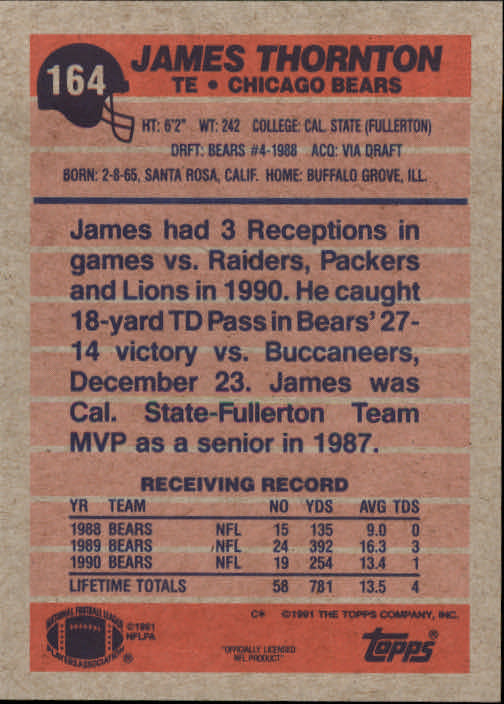 164
JAMES THORNTON
TE • CHICAGO BEARS
HT: 6'2" WT: 242 COLLEGE: CAL. STATE (FULLERTON)
DRFT: BEARS #4-1988 ACQ: VIA DRAFT
BORN: 2-8-65, SANTA ROSA, CALIF. HOME: BUFFALO GROVE, ILL.
James had 3 Receptions in
games vs. Raiders, Packers
and Lions in 1990. He caught
18-yard TD Pass in Bears' 27-
14 victory vs. Buccaneers,
December 23. James was
Cal. State-Fullerton Team
MVP as a senior in 1987.
RECEIVING RECORD
YR TEAM NO YDS AVG TDS
1988 BEARS NFL 15 135 9.0 0
1989 BEARS NFL 24 392 16.3 3
1990 BEARS NFL 19 254 13.4 1
LIFETIME TOTALS 58 781 13.5 4
C* ©1991 THE TOPPS COMPANY, INC.
NATIONAL FOOTBALL LEAGUE
PLAYERS ASSOCIATION
®
©1991
NFLPA
"OFFICIALLY LICENSED
NFL PRODUCT"
topps®